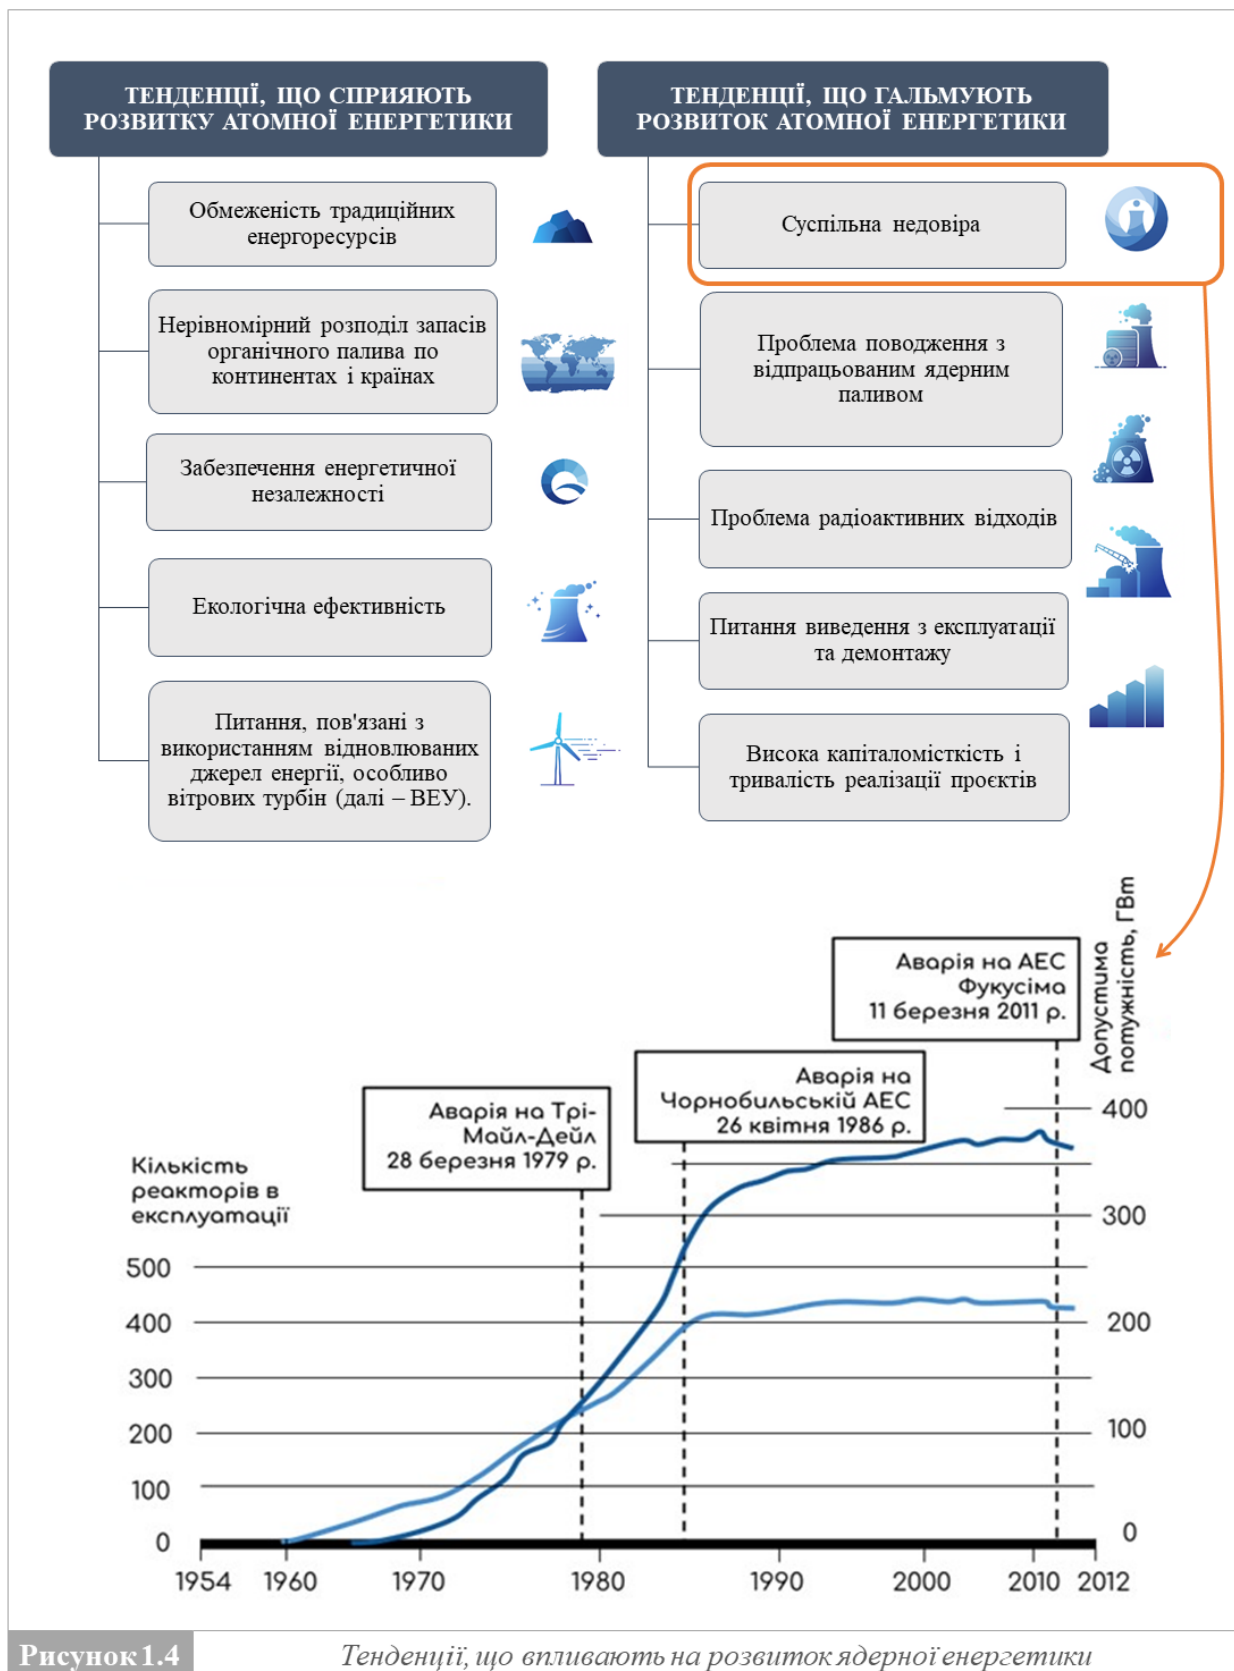 ТЕНДЕНЦІЇ, ЩО СПРИЯЮТЬ
РОЗВИТКУ АТОМНОЇ ЕНЕРГЕТИКИ
Обмеженість традиційних
енергоресурсів
Нерівномірний розподіл запасів
органічного палива по
континентах і країнах
Забезпечення енергетичної
незалежності
Екологічна ефективність
Питання, пов'язані з
використанням відновлюваних
джерел енергії, особливо
вітрових турбін (далі – ВЕУ).
ТЕНДЕНЦІЇ, ЩО ГАЛЬМУЮТЬ
РОЗВИТОК АТОМНОЇ ЕНЕРГЕТИКИ
Суспільна недовіра
Проблема поводження з
відпрацьованим ядерним
паливом
Проблема радіоактивних відходів
Питання виведення з експлуатації
та демонтажу
Висока капіталомісткість і
тривалість реалізації проєктів
Допустима
потужність, ГВт
Аварія на АЕС
Фукусіма
11 березня 2011 р.
Аварія на
Чорнобильській АЕС
26 квітня 1986 р.
Аварія на Трі-
Майл-Дейл
28 березня 1979 р.
Кількість
реакторів в
експлуатації
500
400
300
200
100
0
400
300
200
100
0
1954 1960 1970 1980 1990 2000 2010 2012
Рисунок 1.4 Тенденції, що впливають на розвиток ядерної енергетики